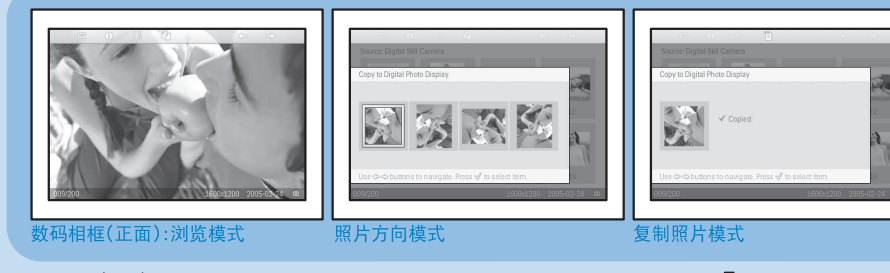 009/200 1600x1200 2005-02-24
数码相框(正面):浏览模式
Source: Digital Still Camera
Copy to Digital Photo Display
Use buttons to navigate. Press to select item.
009/200 1600x1200 2005-02-24
照片方向模式
Source: Digital Still Camera
Copy to Digital Photo Display
Copied
Use buttons to navigate. Press to select item.
009/200 1600x1200 2005-02-24
复制照片模式